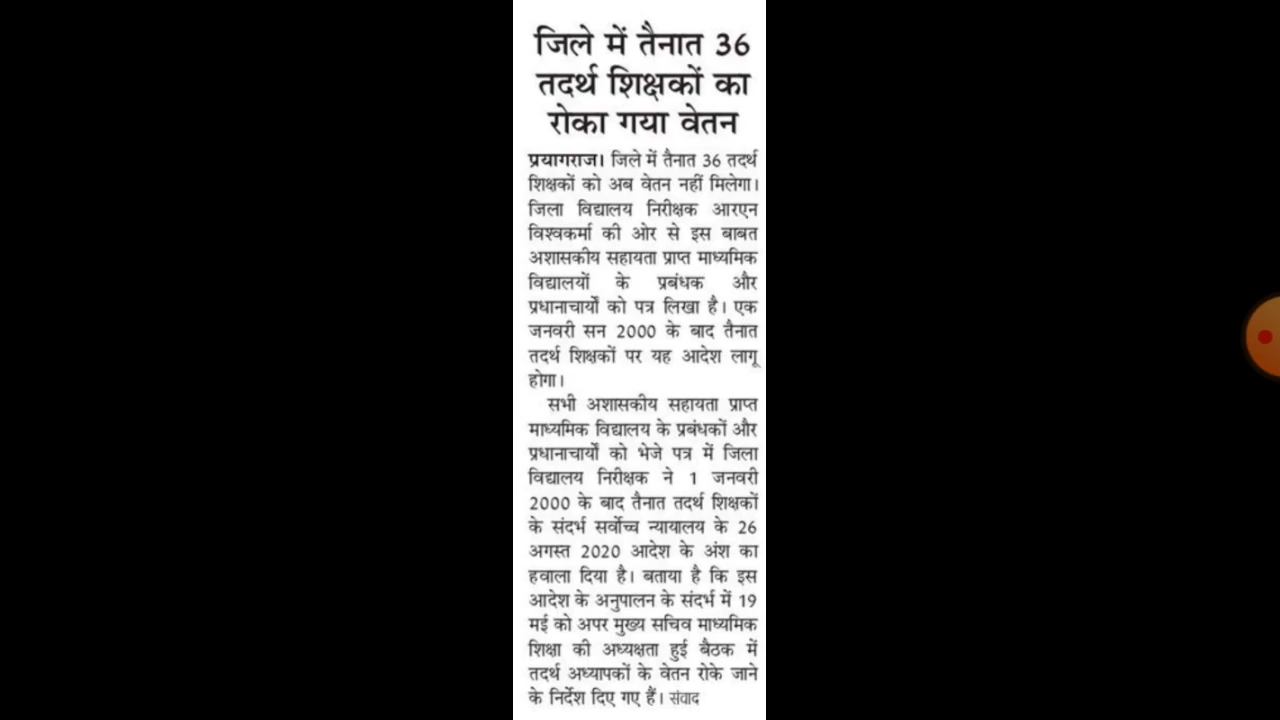 जिले में तैनात 36
तदर्थ शिक्षकों का
रोका गया वेतन
प्रयागराज। जिले में तैनात 36 तदर्थ
शिक्षकों को अब वेतन नहीं मिलेगा।
जिला विद्यालय निरीक्षक आरएन
विश्वकर्मा की ओर से इस बाबत
अशासकीय सहायता प्राप्त माध्यमिक
विद्यालयों के प्रबंधक और
प्रधानाचार्यों को पत्र लिखा है। एक
जनवरी सन 2000 के बाद तैनात
तदर्थ शिक्षकों पर यह आदेश लागू
होगा।
सभी अशासकीय सहायता प्राप्त
माध्यमिक विद्यालय के प्रबंधकों और
प्रधानाचार्यों को भेजे पत्र में जिला
विद्यालय निरीक्षक ने 1 जनवरी
2000 के बाद तैनात तदर्थ शिक्षकों
के संदर्भ सर्वोच्च न्यायालय के 26
अगस्त 2020 आदेश के अंश का
हवाला दिया है। बताया है कि इस
आदेश के अनुपालन के संदर्भ में 19
मई को अपर मुख्य सचिव माध्यमिक
शिक्षा की अध्यक्षता हुई बैठक में
तदर्थ अध्यापकों के वेतन रोके जाने
के निर्देश दिए गए हैं। संवाद